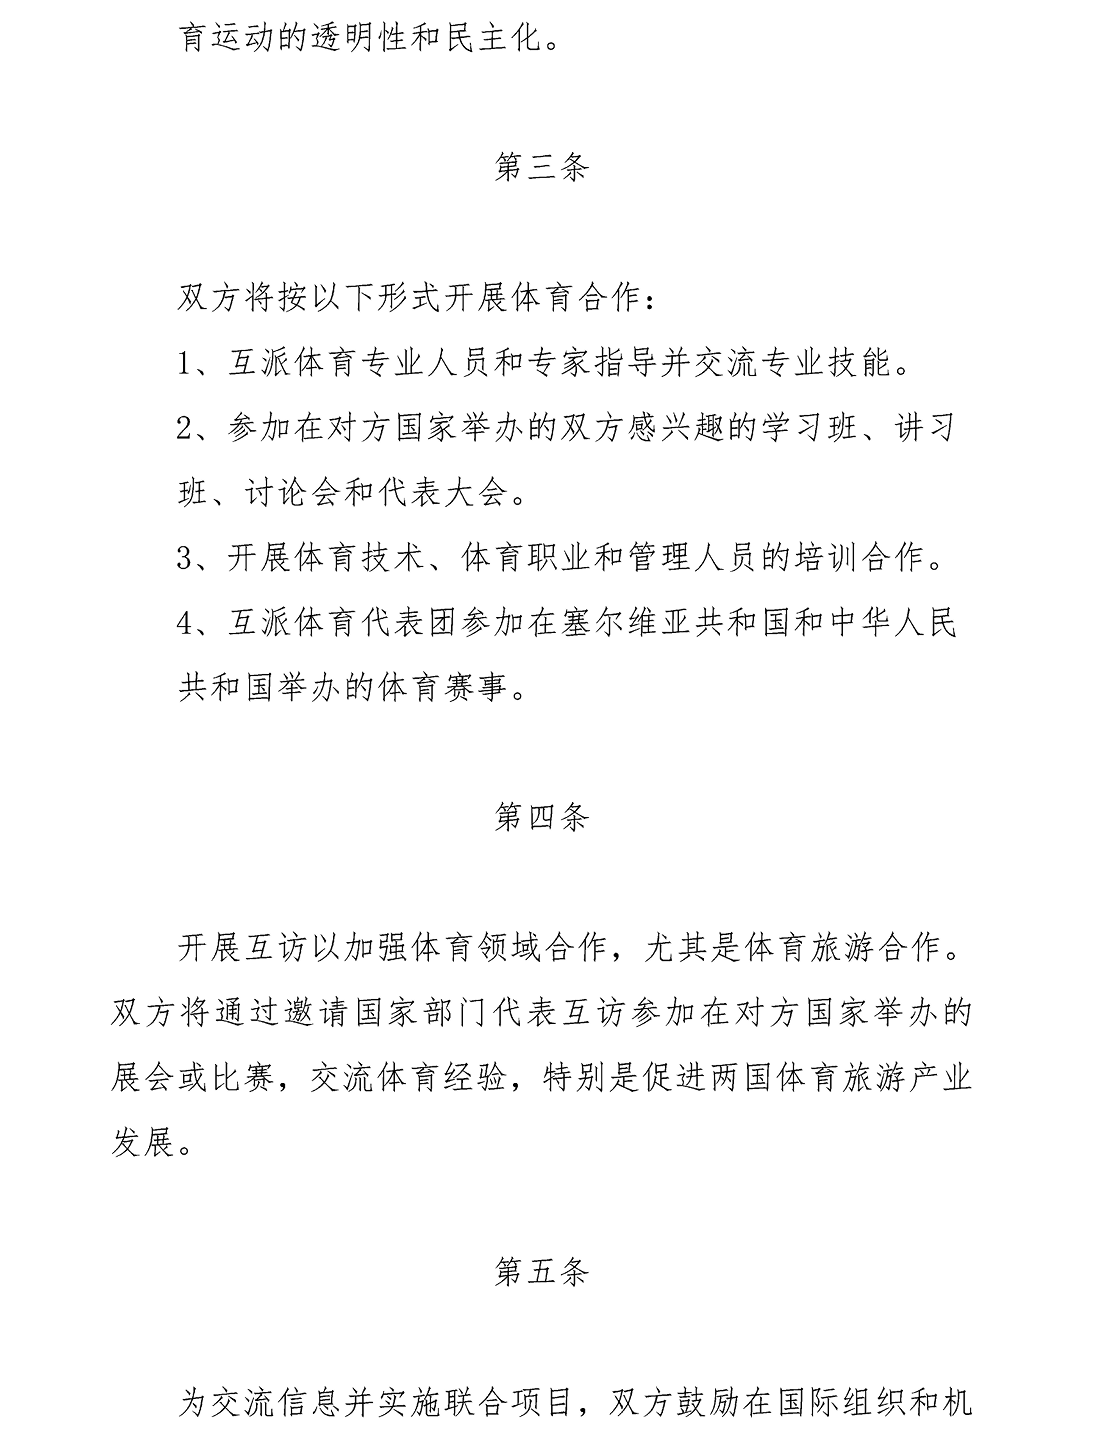 育运动的透明性和民主化。
第三条
双方将按以下形式开展体育合作：
1、互派体育专业人员和专家指导并交流专业技能。
2、参加在对方国家举办的双方感兴趣的学习班、讲习
班、讨论会和代表大会。
3、开展体育技术、体育职业和管理人员的培训合作。
4、互派体育代表团参加在塞尔维亚共和国和中华人民
共和国举办的体育赛事。
第四条
开展互访以加强体育领域合作，尤其是体育旅游合作。
双方将通过邀请国家部门代表互访参加在对方国家举办的
展会或比赛，交流体育经验，特别是促进两国体育旅游产业
发展。
第五条
为交流信息并实施联合项目，双方鼓励在国际组织和机